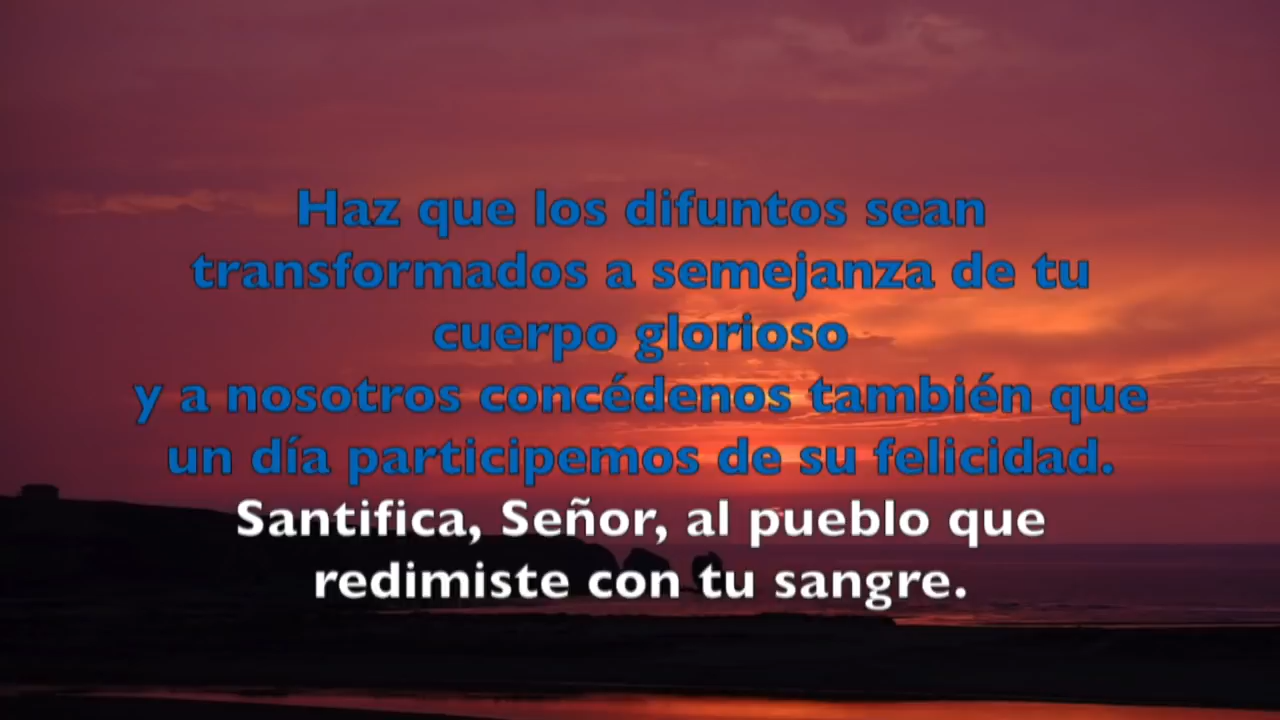 Haz que los difuntos sean
transformados a semejanza de tu
cuerpo glorioso
y a nosotros concédenos también que
un día participemos de su felicidad.
Santifica, Señor, al pueblo que
redimiste con tu sangre.